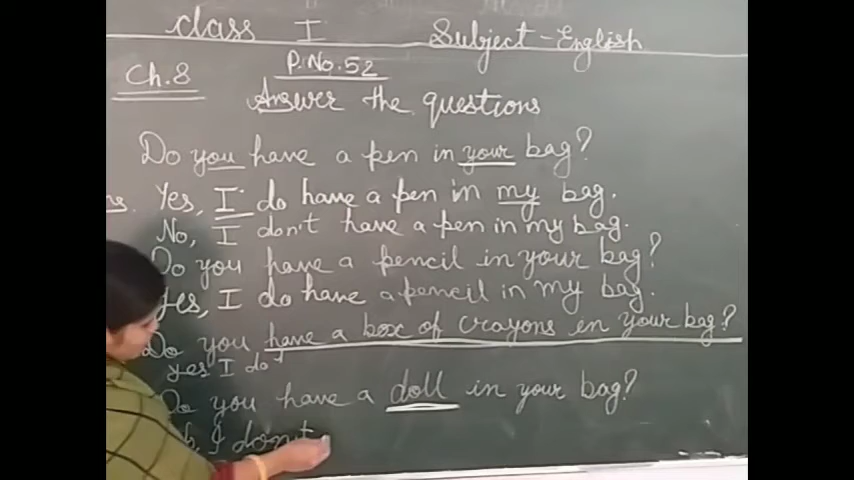 Class I Subject - English
Ch.8 P.No.52
Answer the questions
Do you have a pen in your bag?
Yes, I do have a pen in my bag.
No, I don't have a pen in my bag.
Do you have a pencil in your bag?
Yes, I do have a pencil in my bag.
Do you have a box of crayons in your bag?
yes I do
Do you have a doll in your bag?
I don't